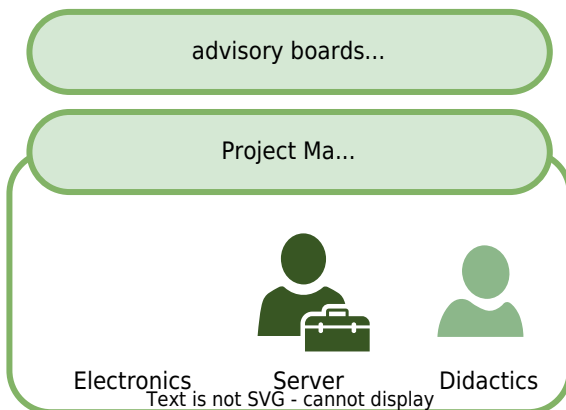 advisory boards...
Project Ma...
Electronics Server Didactics
Text is not SVG - cannot display